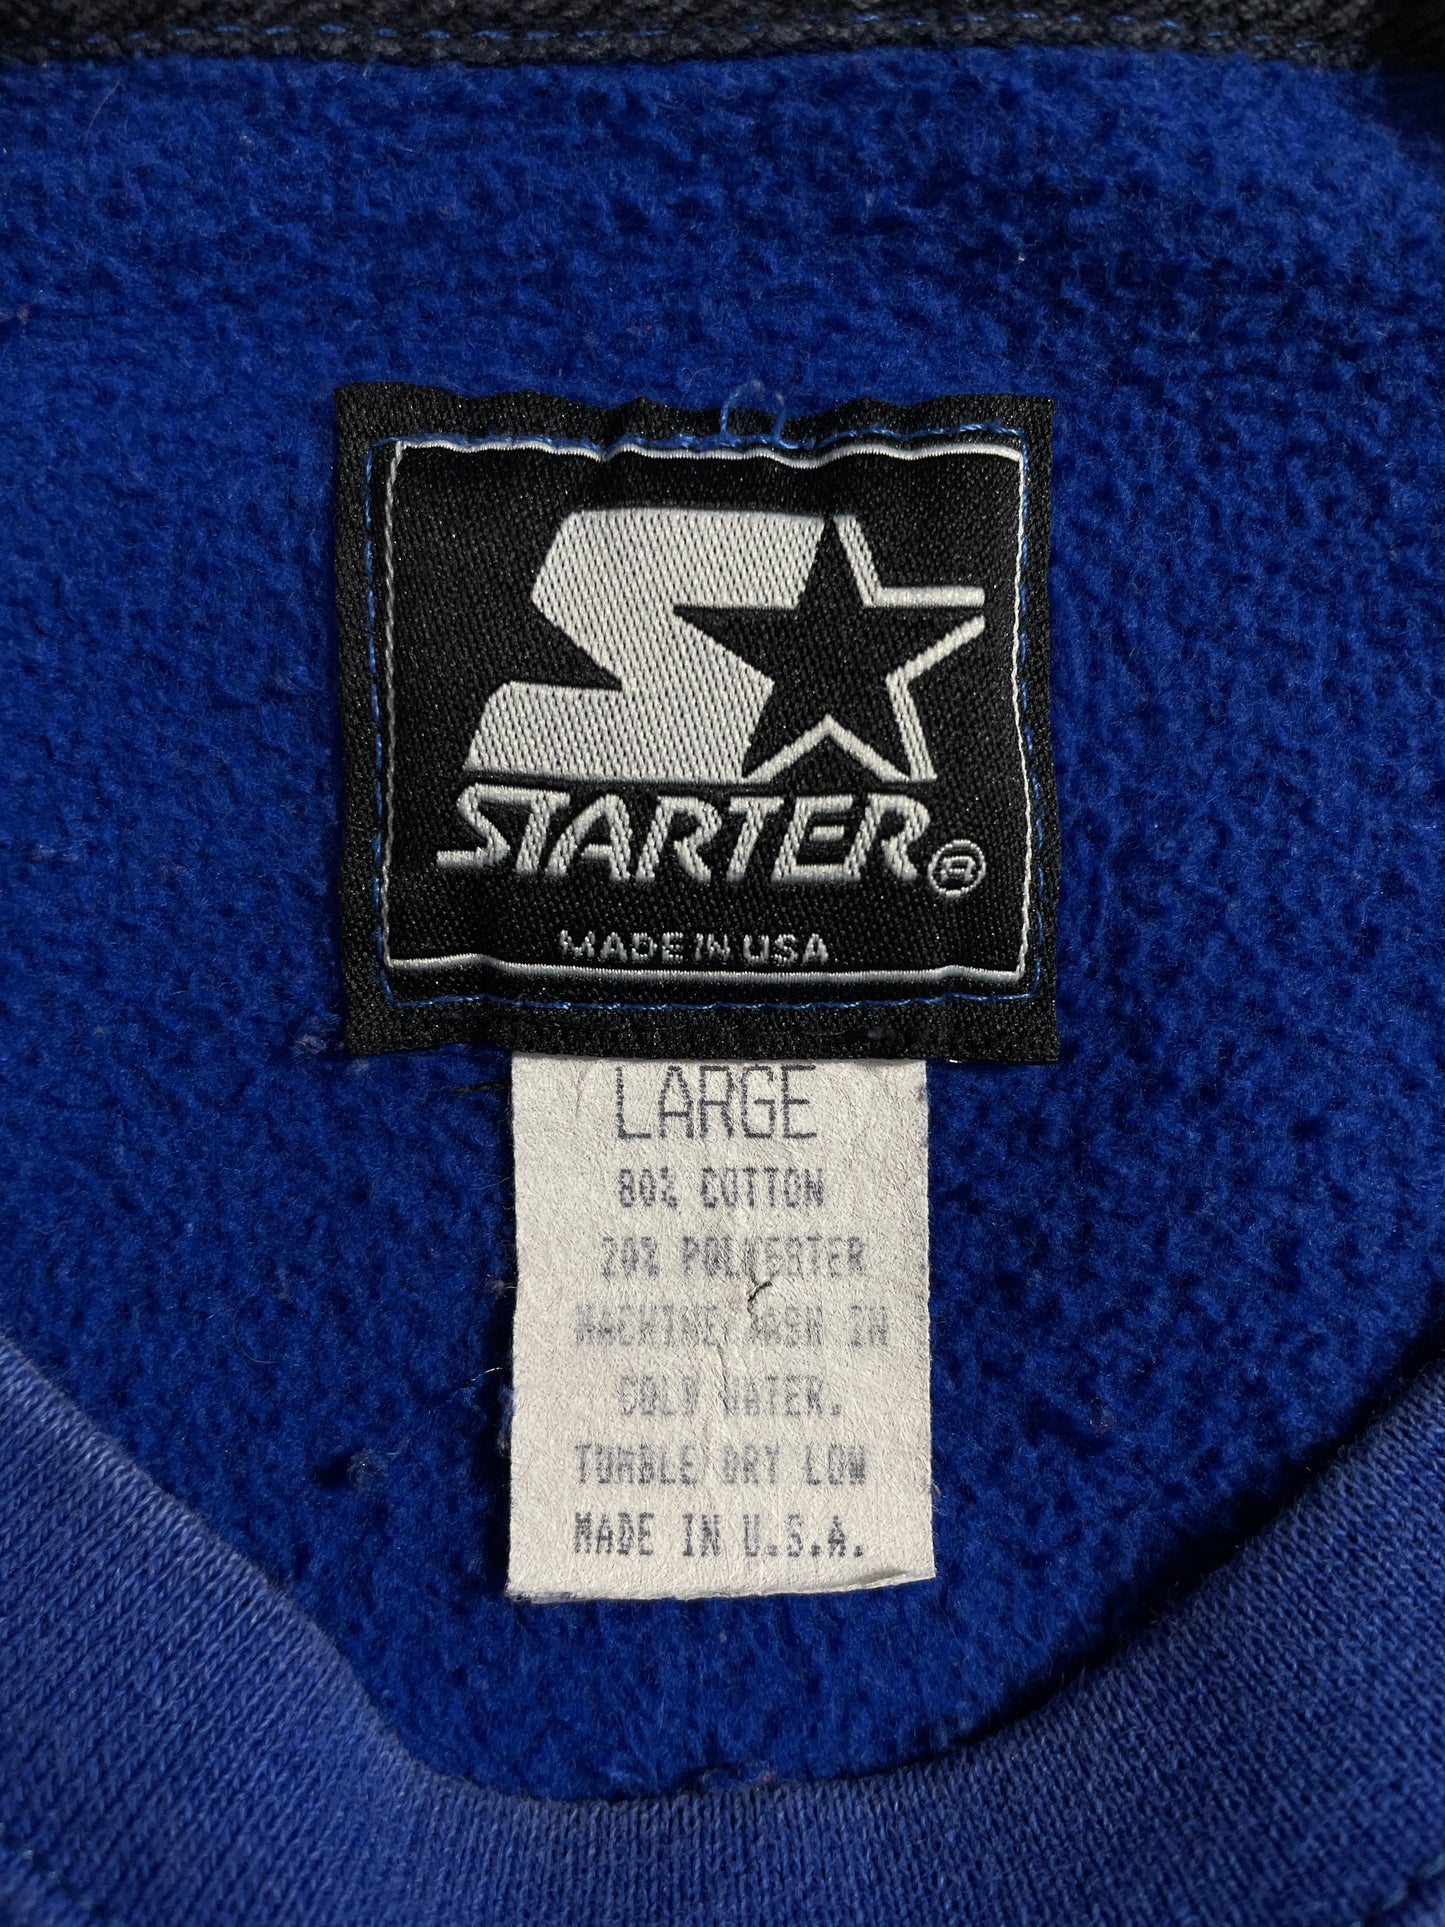 STARTER®
MADE IN USA
LARGE
80% COTTON
20% POLYESTER
MACHINE WASH IN
COLD WATER.
TUMBLE DRY LOW
MADE IN U.S.A.